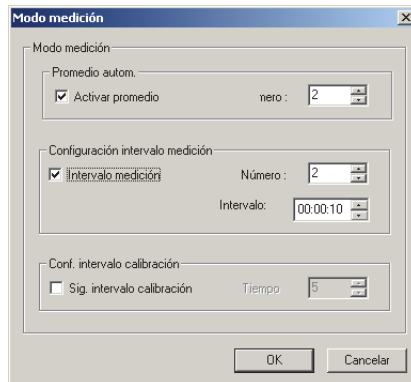 Modo medición
Modo medición
Promedio autom.
Activar promedio nero : 2
Configuración intervalo medición
Intervalo medición Número : 2
Intervalo: 00:00:10
Conf. intervalo calibración
Sig. intervalo calibración Tiempo 5
OK Cancelar